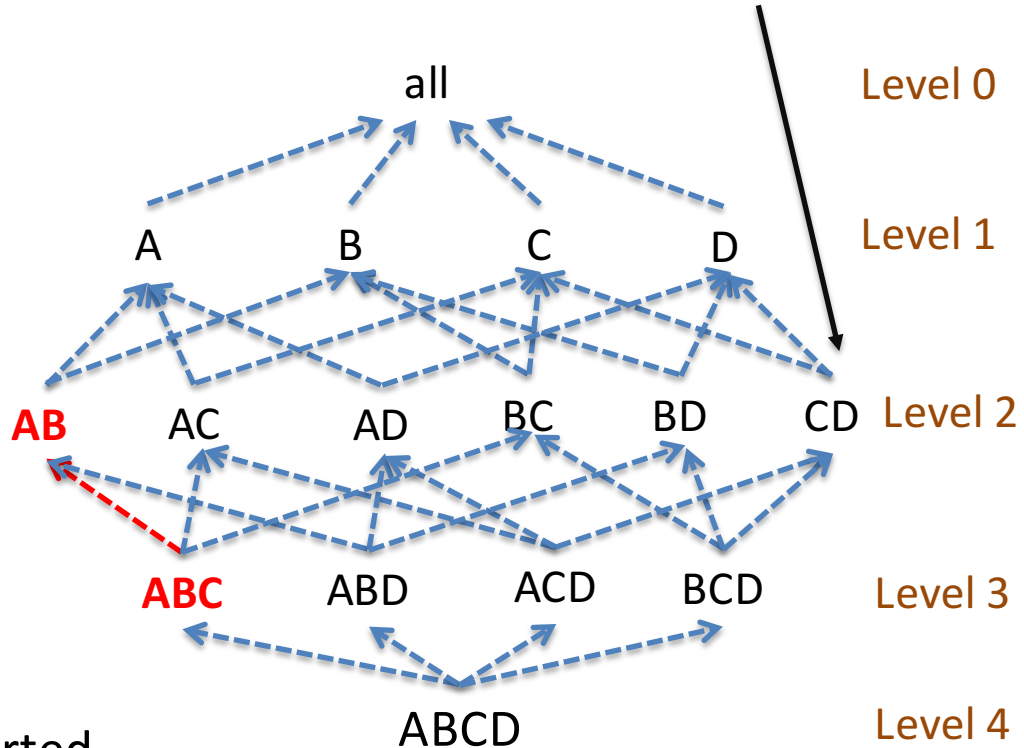 all Level 0
A B C D Level 1
AB AC AD BC BD CD Level 2
ABC ABD ACD BCD Level 3
ABCD Level 4